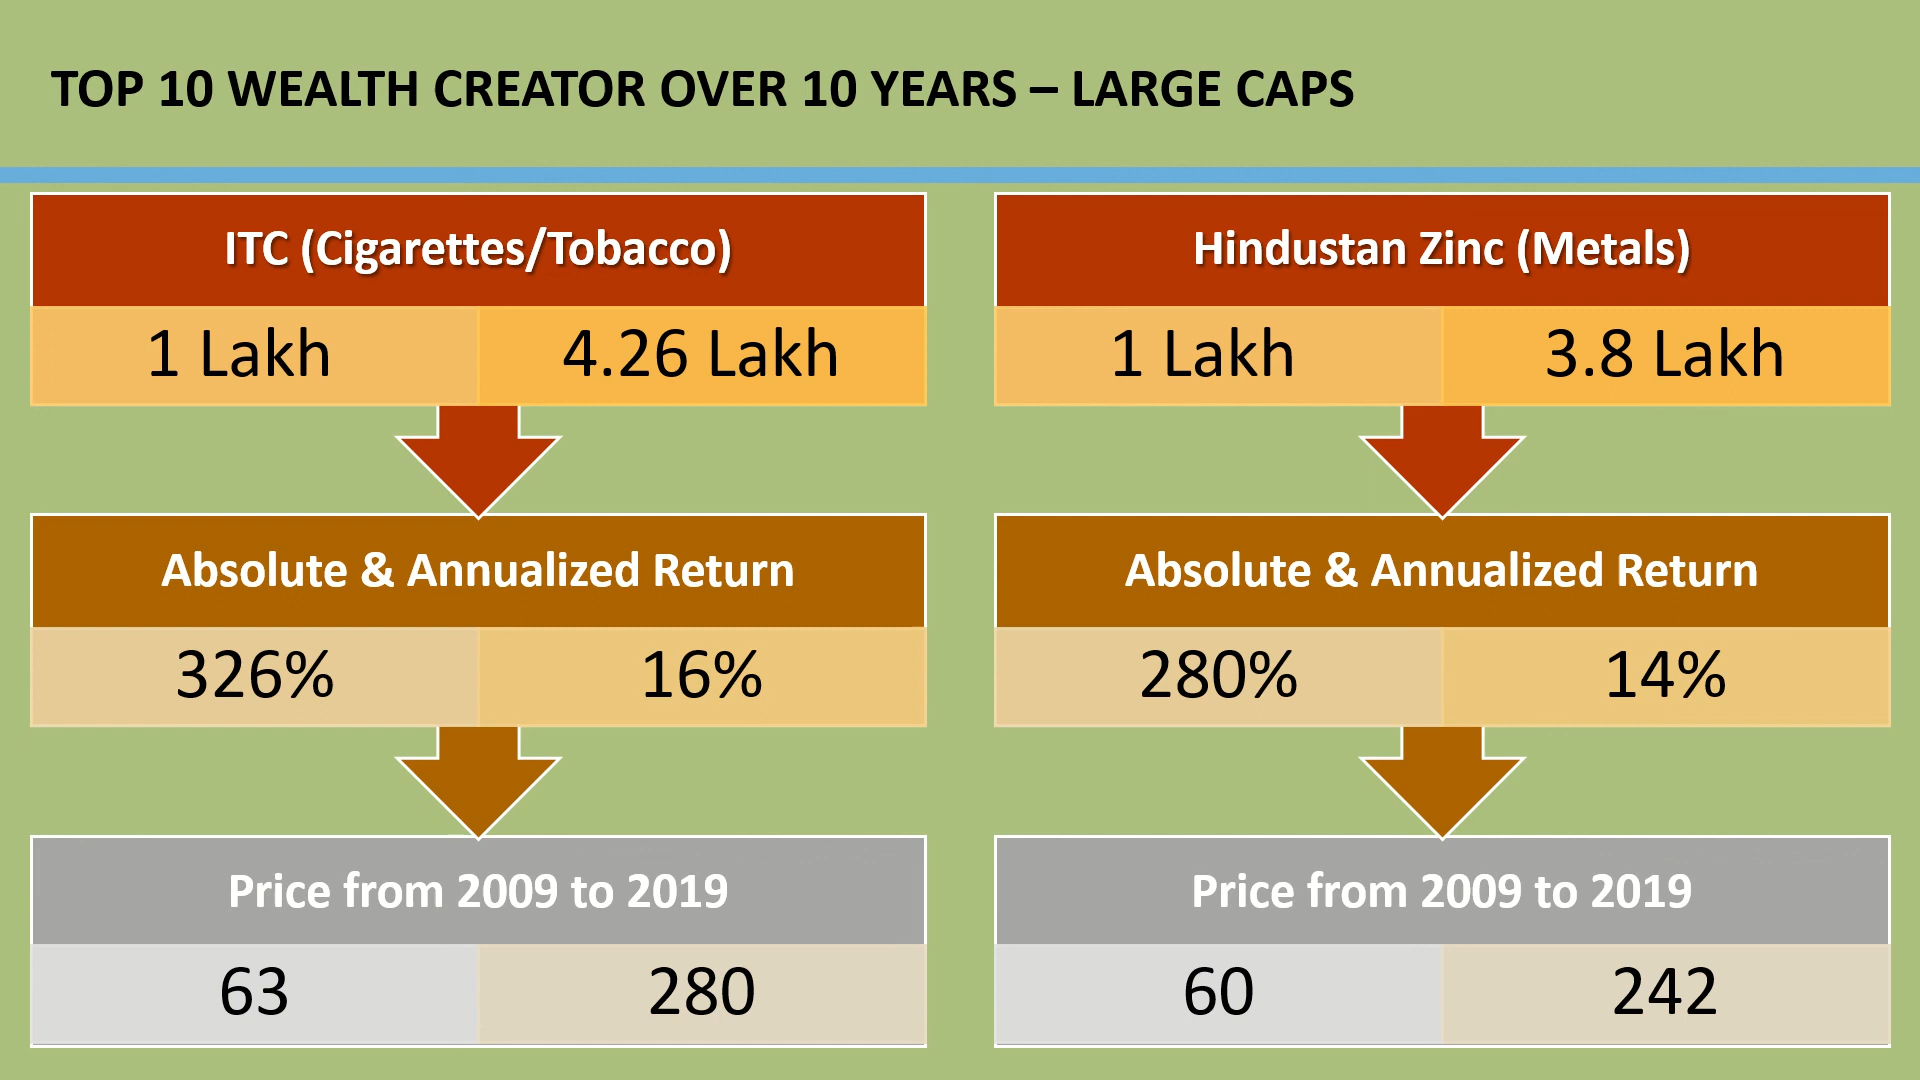 TOP 10 WEALTH CREATOR OVER 10 YEARS – LARGE CAPS
ITC (Cigarettes/Tobacco)
1 Lakh
4.26 Lakh
Absolute & Annualized Return
326%
16%
Price from 2009 to 2019
63
280
Hindustan Zinc (Metals)
1 Lakh
3.8 Lakh
Absolute & Annualized Return
280%
14%
Price from 2009 to 2019
60
242